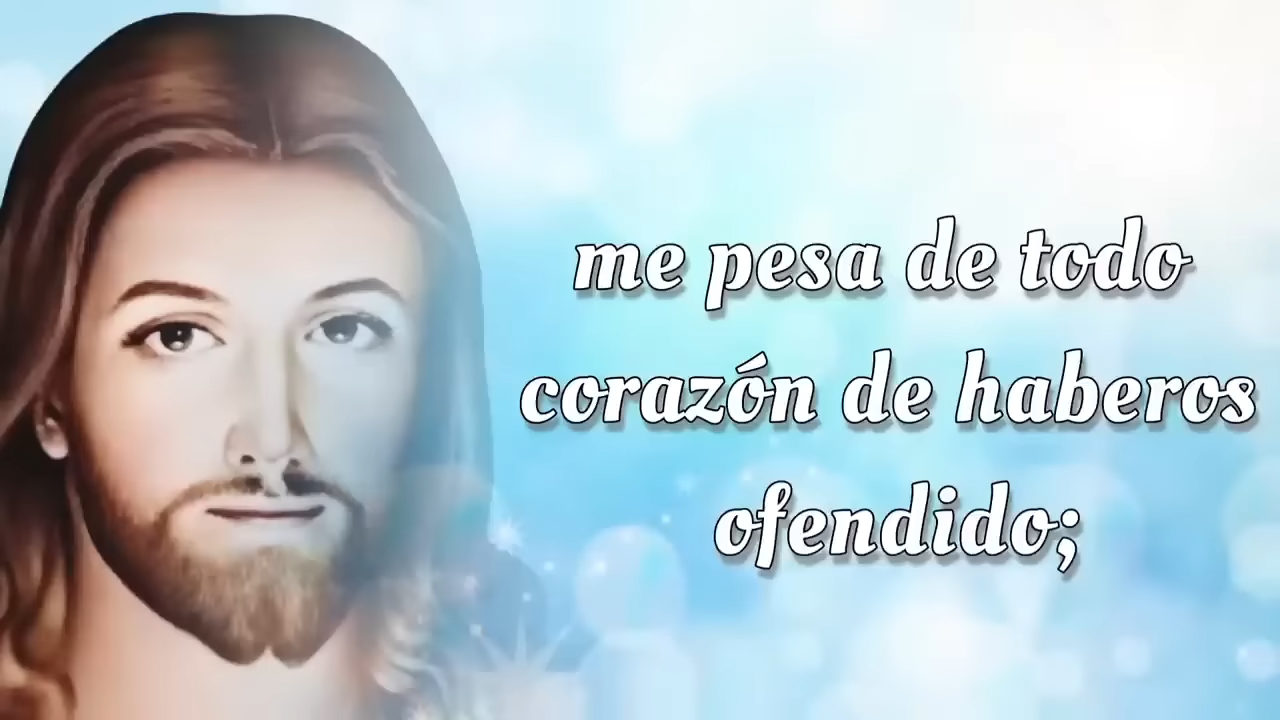 me pesa de todo
corazón de haberos
ofendido;